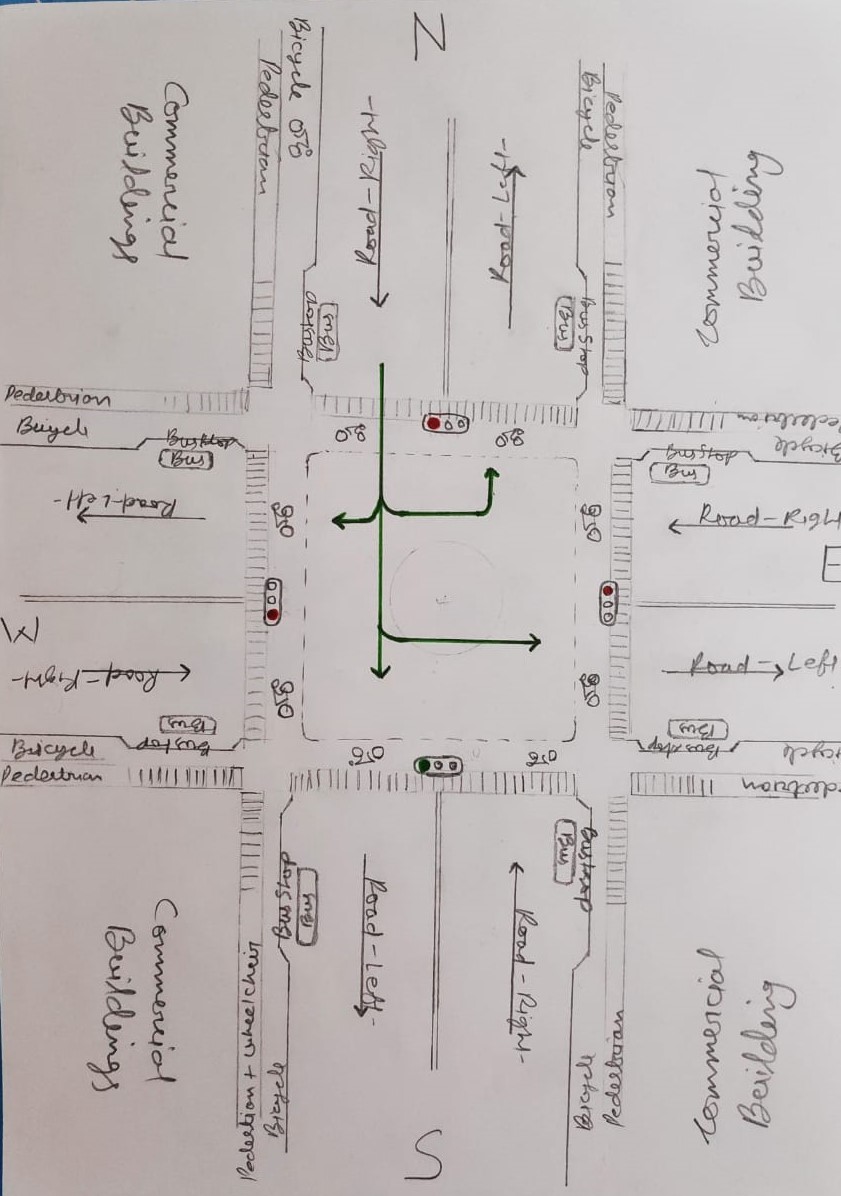 N
Commercial
Buildings
Pedestrian
Bicycle
Road-Right
Road-Left
Bicycle
Pedestrian
Commercial
Building
Bus
Bus stop
Bus stop
Bus
Pedestrian
Bicycle
Bus stop
Bus
Road-Left
W
Road-Right
Bus
Bus stop
Bicycle
Pedestrian
Pedestrian
Bicycle
Bus stop
Bus
Road-Right
E
Road-Left
Bus
Bus stop
icycle
edestrian
Bus stop
Bus
Bus
Bus stop
Road-Left
Road-Right
Commercial
Buildings
Pedestrian + wheelchair
Bicycle
Bicycle
Pedestrian
Commercial
Building
S